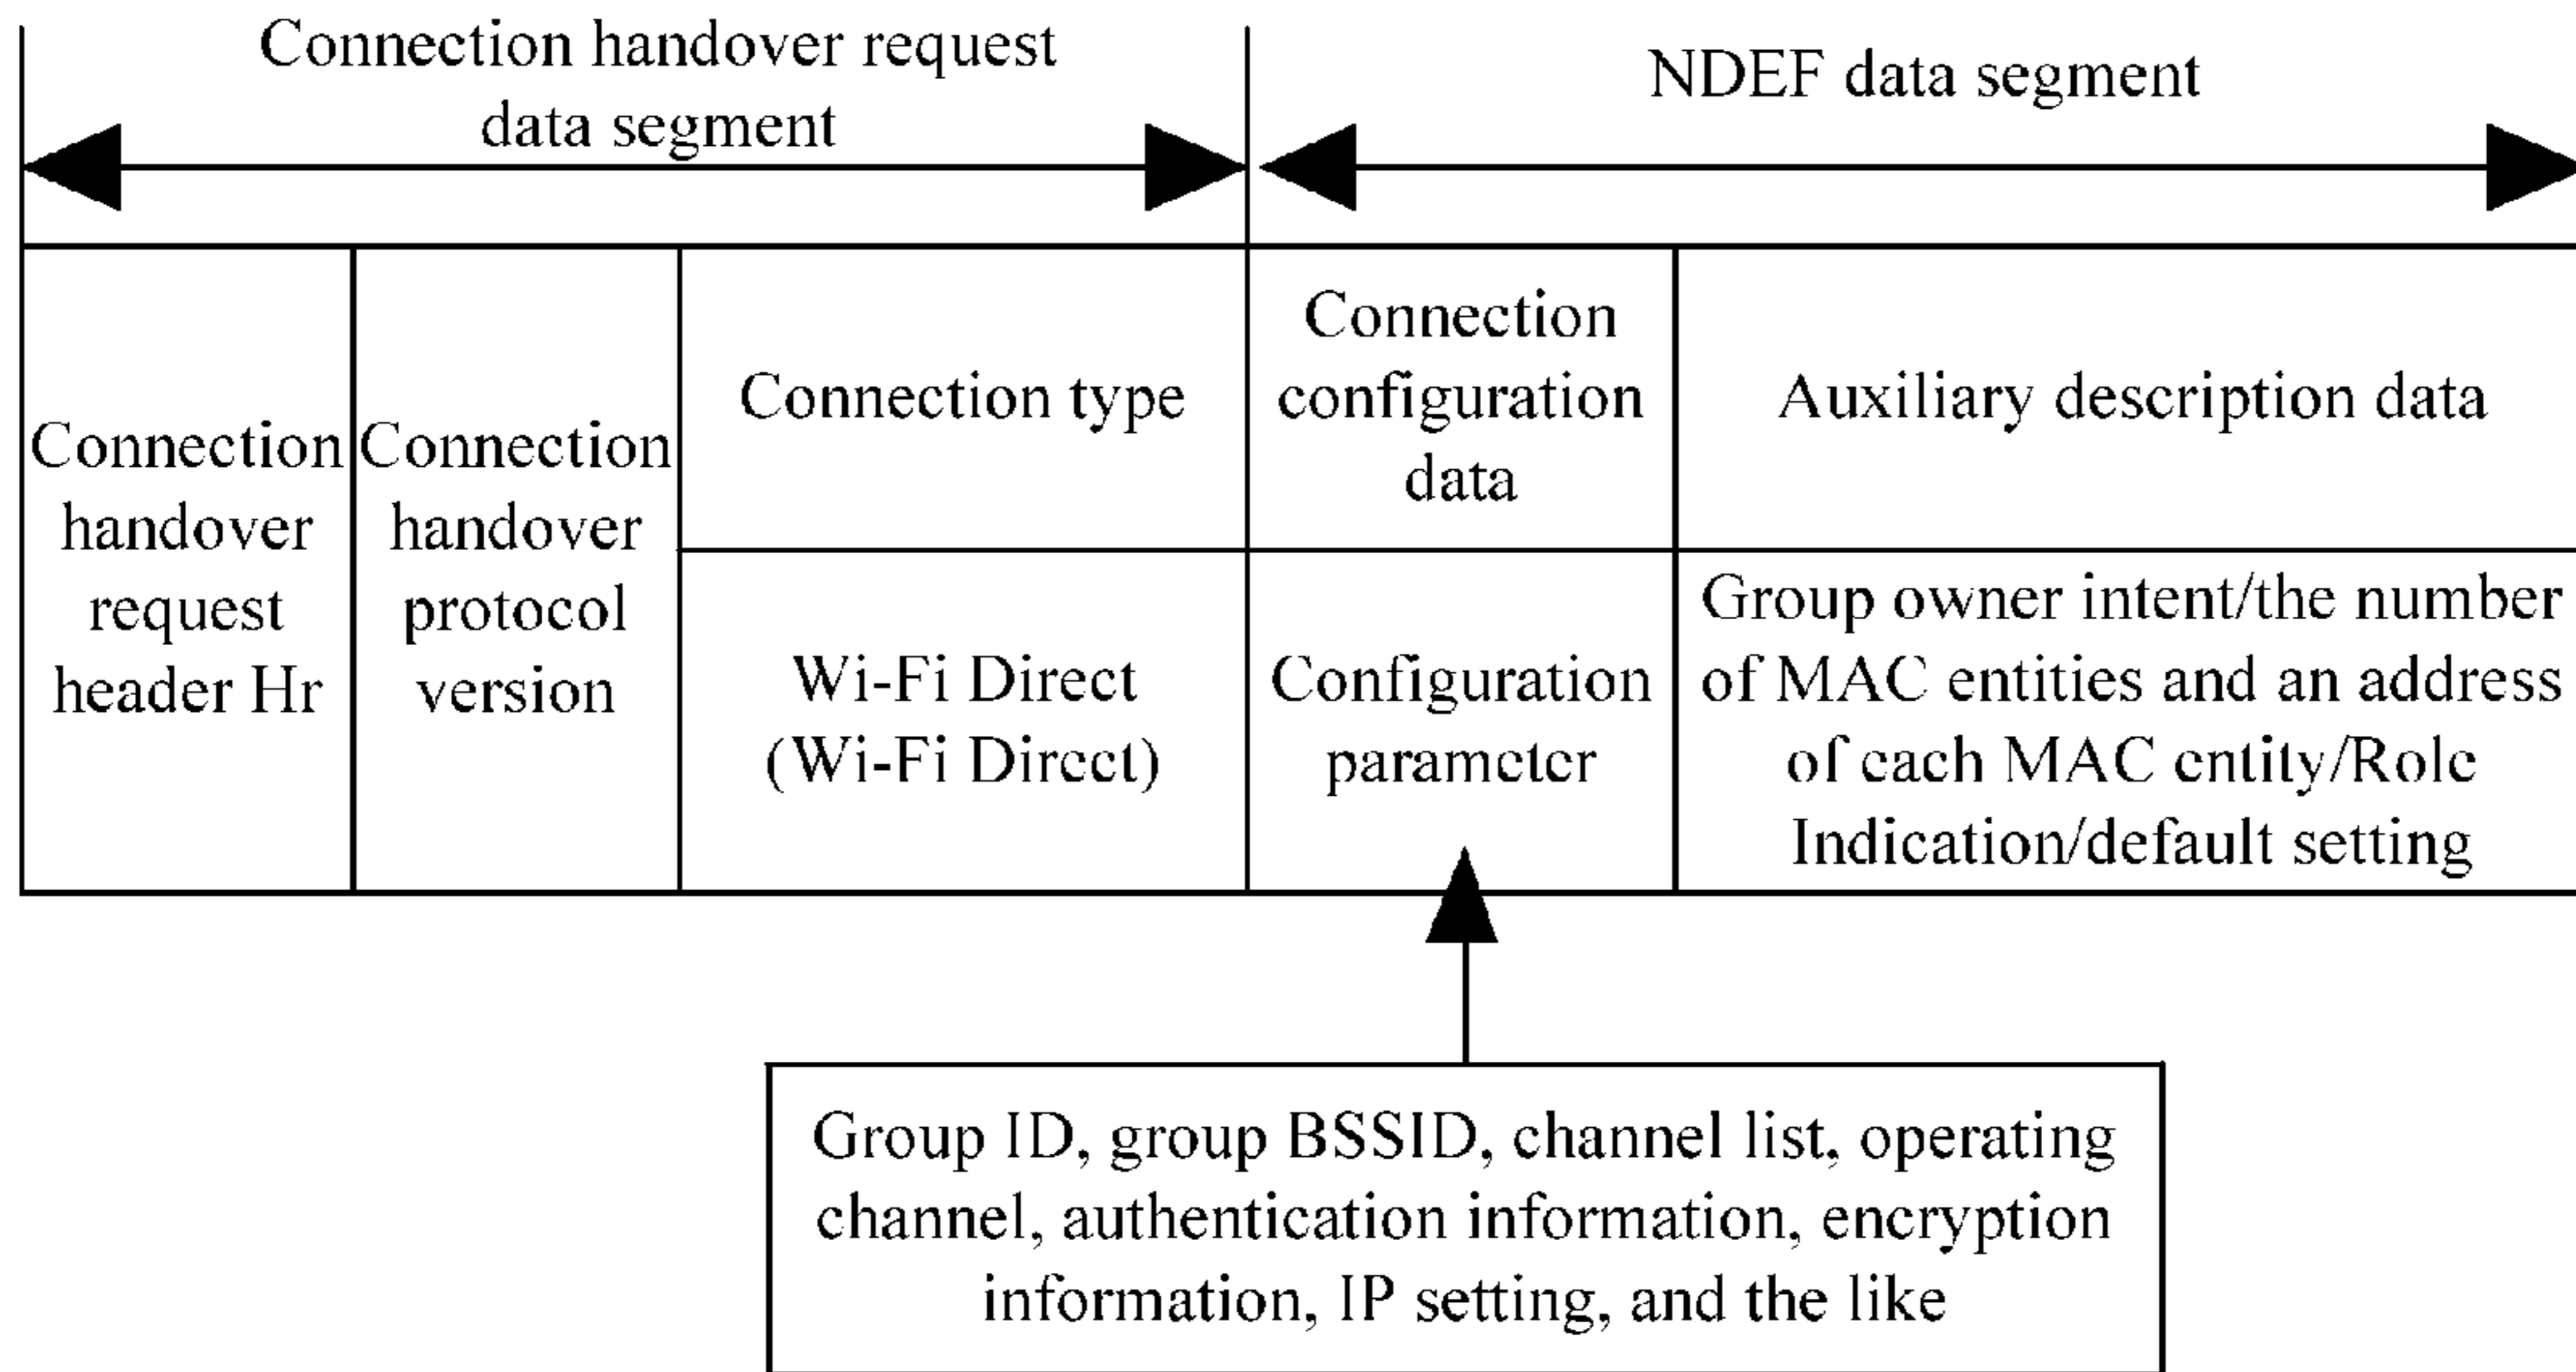 Connection handover request
data segment
NDEF data segment
Connection
handover
request
header Hr
Connection
handover
protocol
version
Connection type
Connection
configuration
data
Auxiliary description data
Wi-Fi Direct
(Wi-Fi Direct)
Configuration
parameter
Group owner intent/the number
of MAC entities and an address
of each MAC entity/Role
Indication/default setting
Group ID, group BSSID, channel list, operating
channel, authentication information, encryption
information, IP setting, and the like